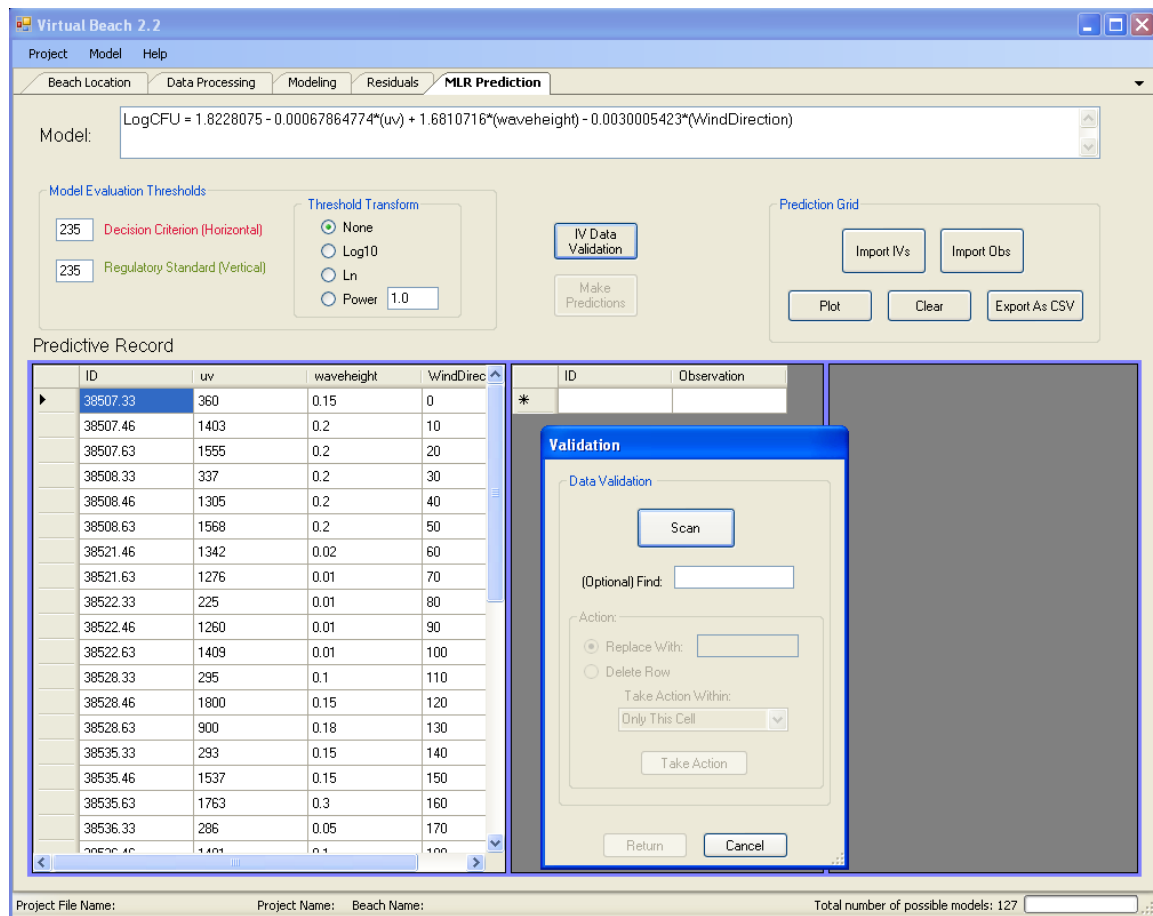 Virtual Beach 2.2
Project Model Help
Beach Location Data Processing Modeling Residuals MLR Prediction
Model:
LogCFU = 1.8228075 - 0.00067864774*(uv) + 1.6810716*(waveheight) - 0.0030005423*(WindDirection)
Model Evaluation Thresholds
235 Decision Criterion (Horizontal)
235 Regulatory Standard (Vertical)
Threshold Transform
None
Log10
Ln
Power 1.0
IV Data
Validation
Make
Predictions
Prediction Grid
Import IVs Import Obs
Plot Clear Export As CSV
Predictive Record
ID uv waveheight WindDirec
38507.33 360 0.15 0
38507.46 1403 0.2 10
38507.63 1555 0.2 20
38508.33 337 0.2 30
38508.46 1305 0.2 40
38508.63 1568 0.2 50
38521.46 1342 0.02 60
38521.63 1276 0.01 70
38522.33 225 0.01 80
38522.46 1260 0.01 90
38522.63 1409 0.01 100
38528.33 295 0.1 110
38528.46 1800 0.15 120
38528.63 900 0.18 130
38535.33 293 0.15 140
38535.46 1537 0.15 150
38535.63 1763 0.3 160
38536.33 286 0.05 170
ID Observation
*
Validation
Data Validation
Scan
(Optional) Find:
Action:
Replace With:
Delete Row
Take Action Within:
Only This Cell
Take Action
Return Cancel
Project File Name: Project Name: Beach Name: Total number of possible models: 127